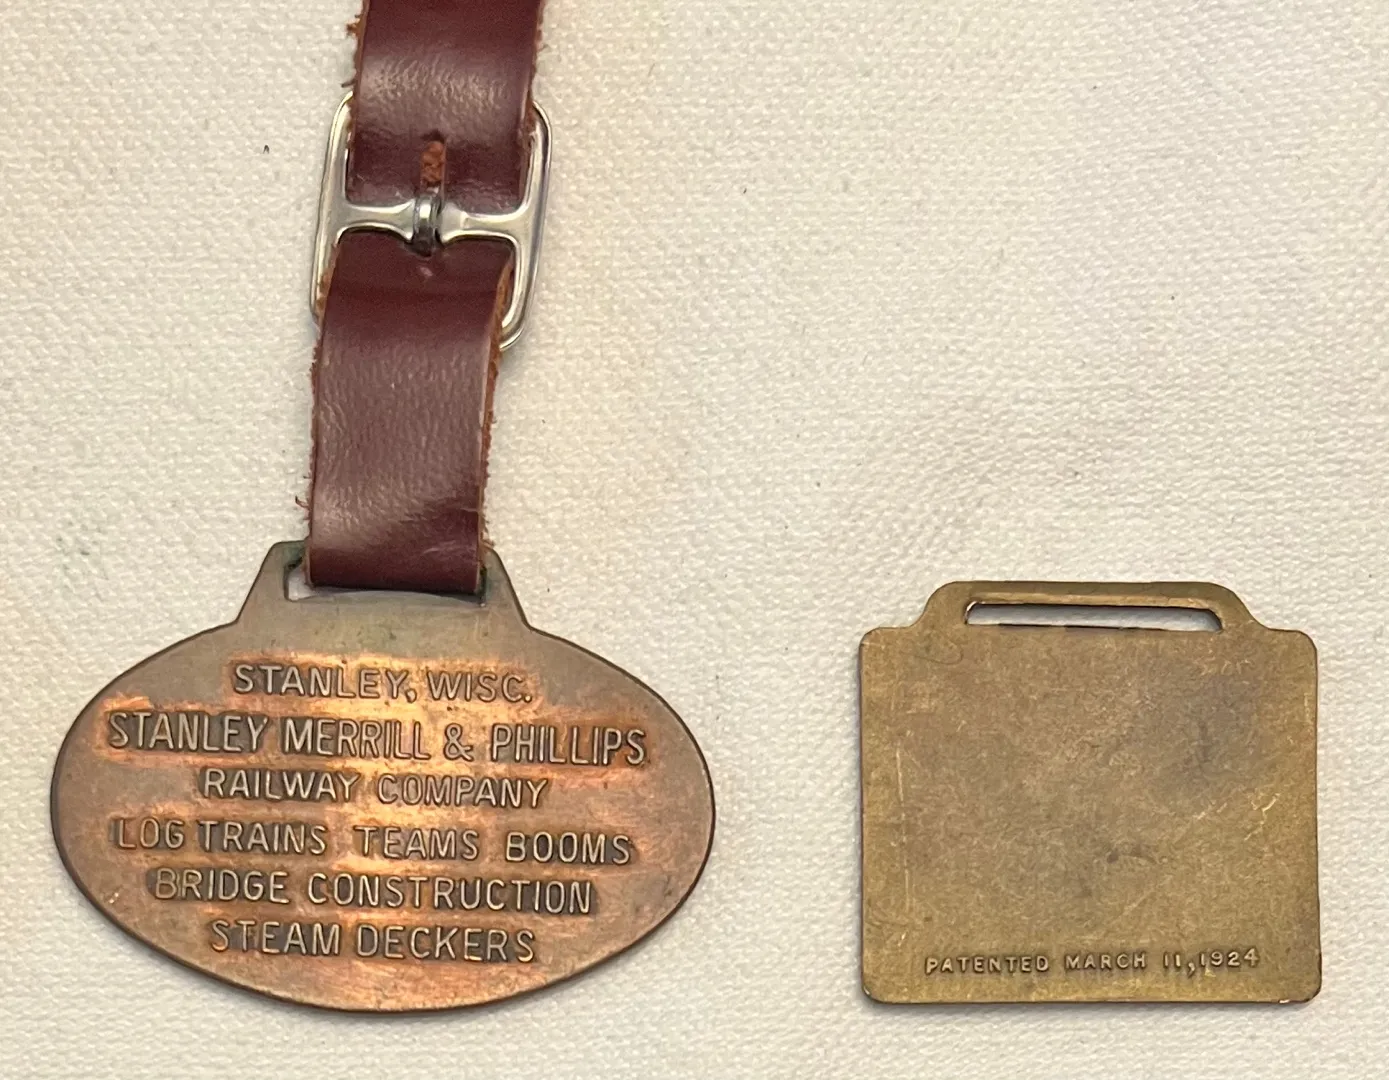 STANLEY, WISC.
STANLEY MERRILL & PHILLIPS
RAILWAY COMPANY
LOG TRAINS TEAMS BOOMS
BRIDGE CONSTRUCTION
STEAM DECKERS
PATENTED MARCH 11, 1924